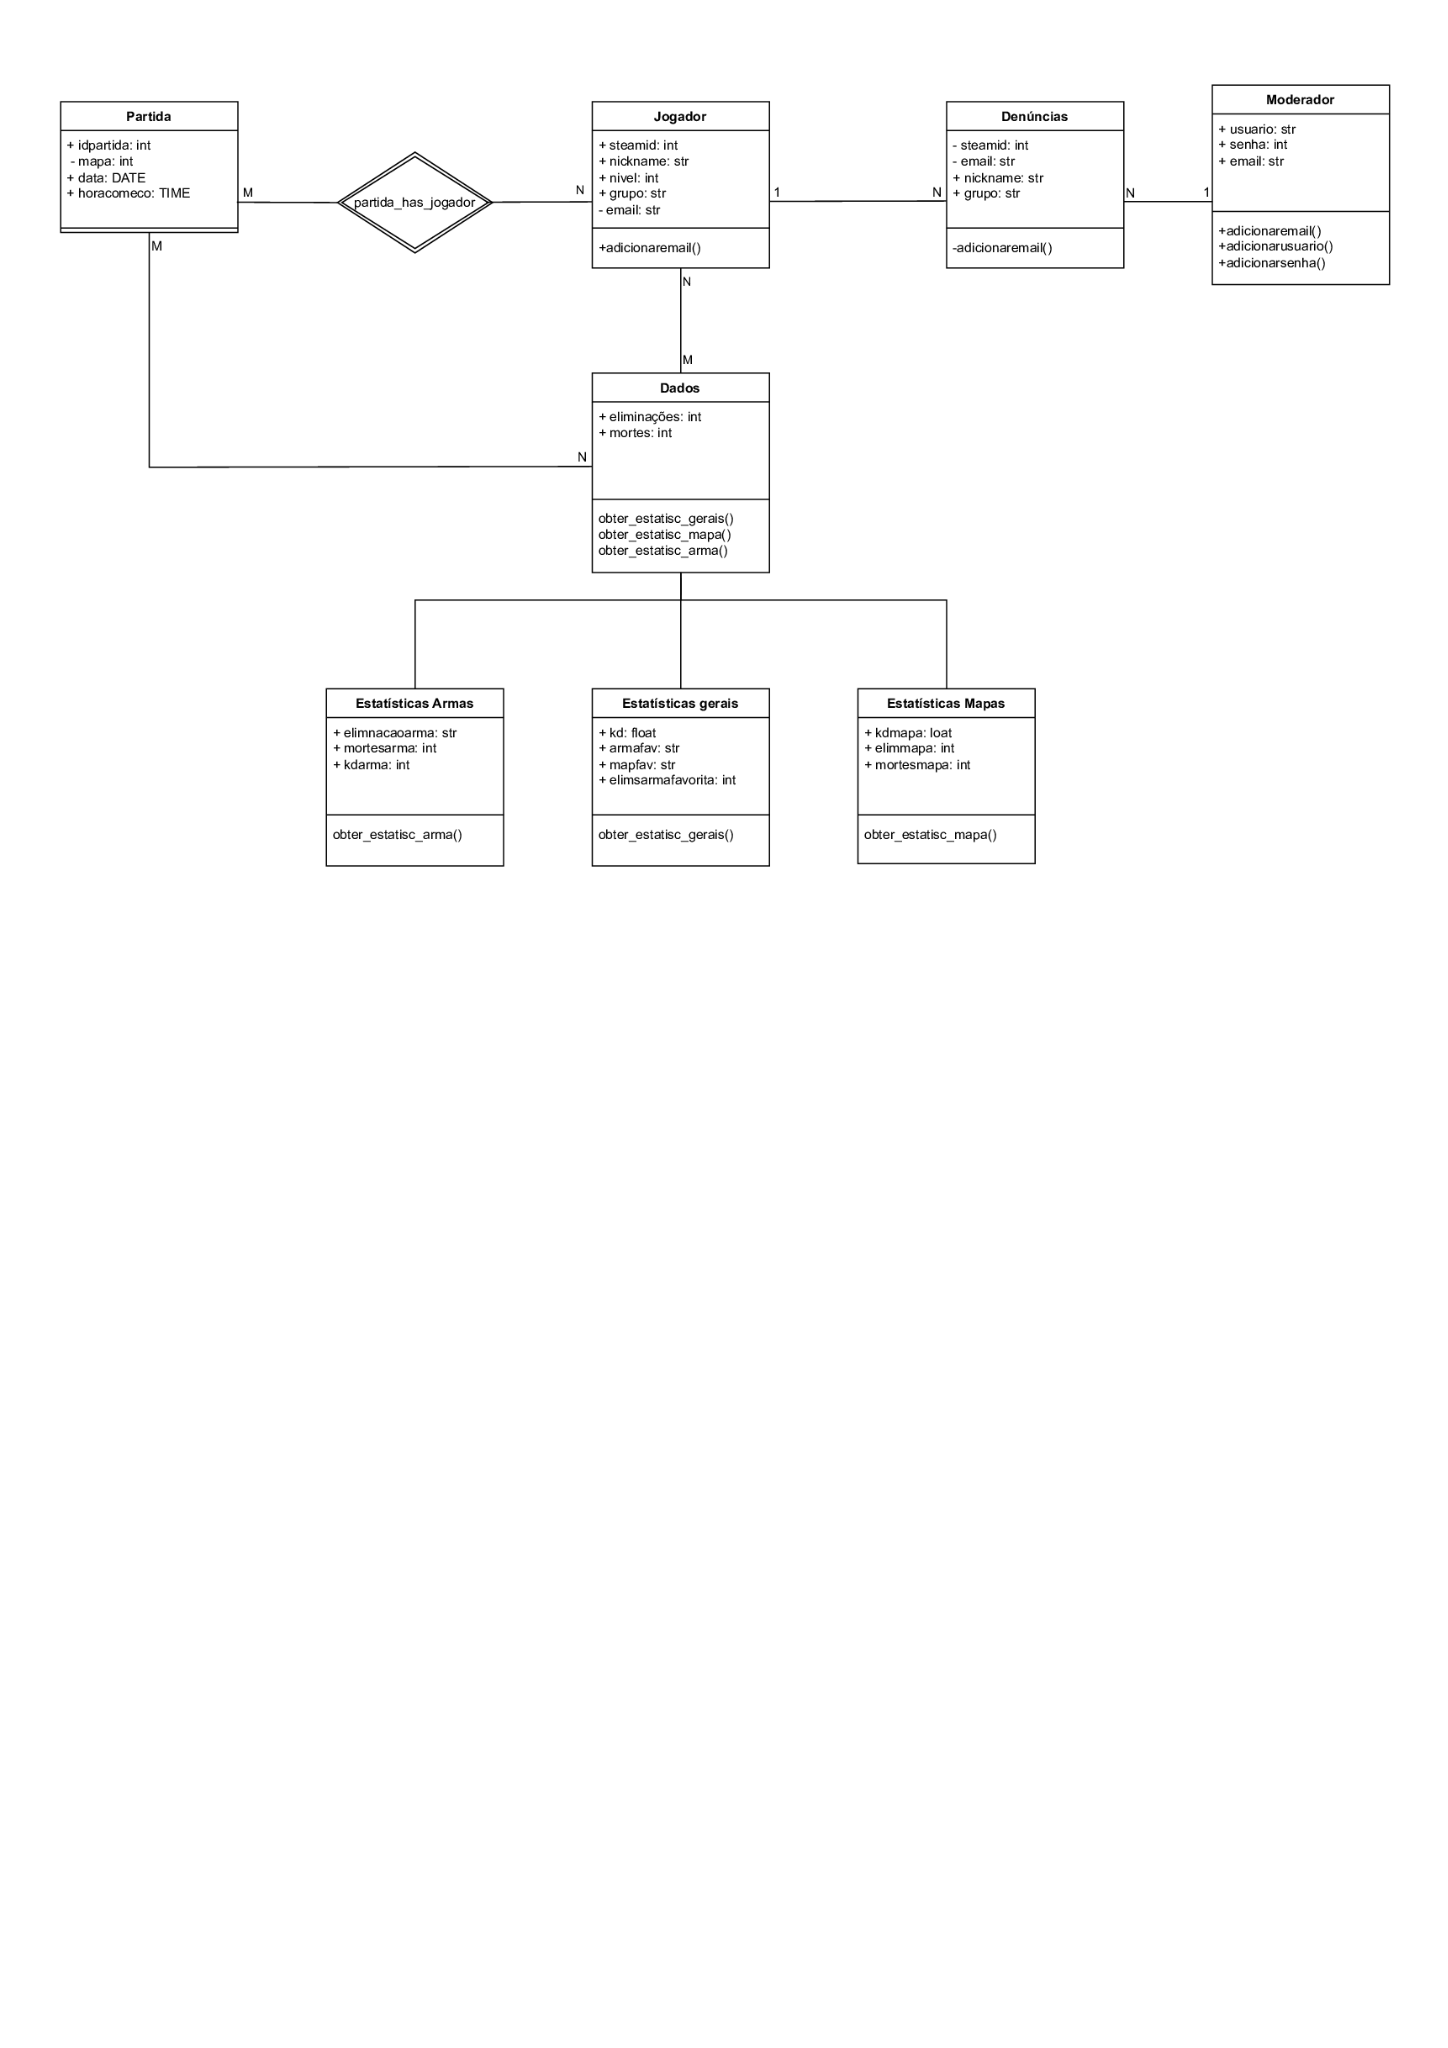 Partida
+ idpartida: int
- mapa: int
+ data: DATE
+ horacomeco: TIME
M
partida_has_jogador
N
Jogador
+ steamid: int
+ nickname: str
+ nivel: int
+ grupo: str
- email: str
+adicionaremail()
1
N
Denúncias
- steamid: int
- email: str
+ nickname: str
+ grupo: str
-adicionaremail()
N
1
Moderador
+ usuario: str
+ senha: int
+ email: str
+adicionaremail()
+adicionarusuario()
+adicionarsenha()
M
N
N
M
Dados
+ eliminações: int
+ mortes: int
obter_estatisc_gerais()
obter_estatisc_mapa()
obter_estatisc_arma()
Estatísticas Armas
+ elimnacaoarma: str
+ mortesarma: int
+ kdarma: int
obter_estatisc_arma()
Estatísticas gerais
+ kd: float
+ armafav: str
+ mapfav: str
+ elimsarmafavorita: int
obter_estatisc_gerais()
Estatísticas Mapas
+ kdmapa: loat
+ elimmapa: int
+ mortesmapa: int
obter_estatisc_mapa()